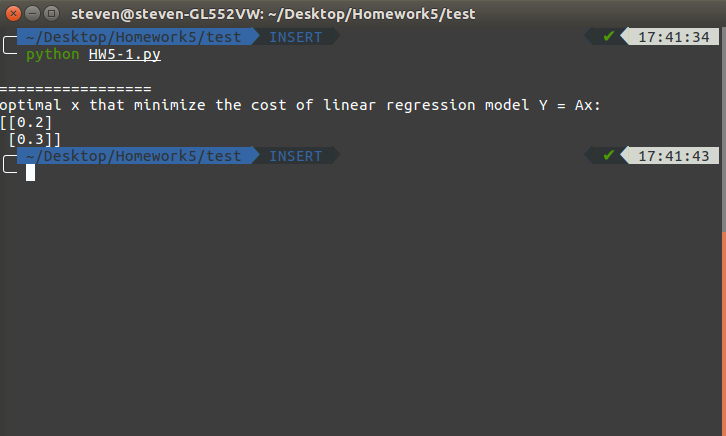 steven@steven-GL552VW: ~/Desktop/Homework5/test
~/Desktop/Homework5/test INSERT ✔ 17:41:34
python HW5-1.py
=================
optimal x that minimize the cost of linear regression model Y = Ax:
[[0.2]
[0.3]]
~/Desktop/Homework5/test INSERT ✔ 17:41:43